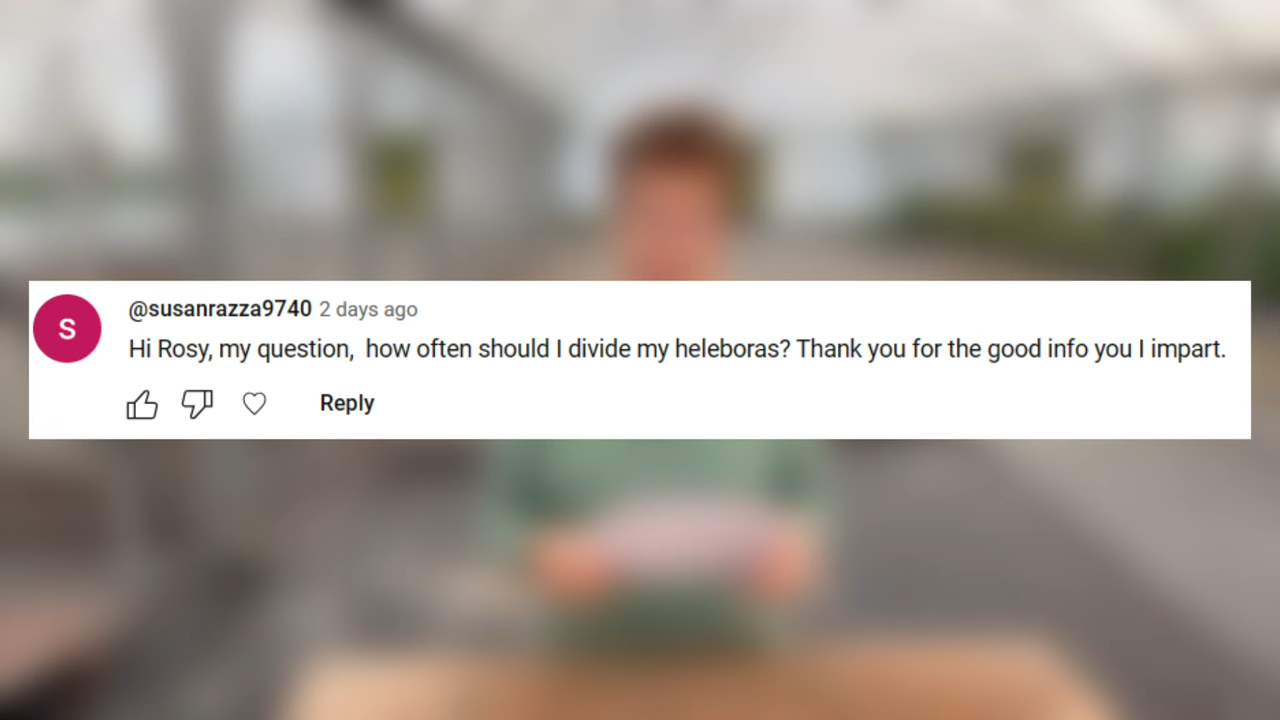 S
@susanrazza9740 2 days ago
Hi Rosy, my question,  how often should I divide my heleboras? Thank you for the good info you I impart.
Reply